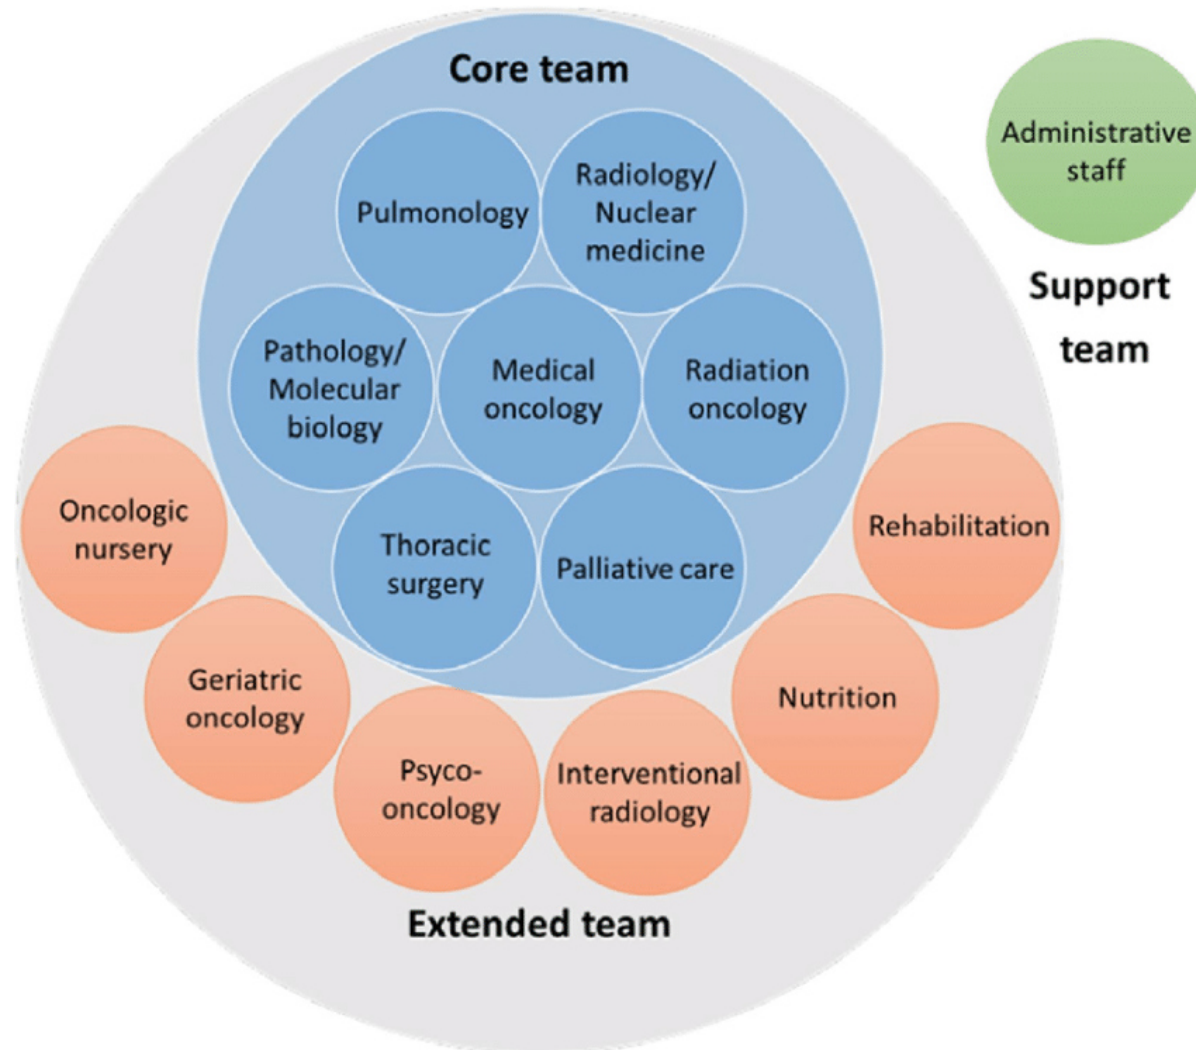 Core team
Pulmonology
Radiology/
Nuclear
medicine
Pathology/
Molecular
biology
Medical
oncology
Radiation
oncology
Thoracic
surgery
Palliative care
Oncologic
nursery
Geriatric
oncology
Psyco-
oncology
Interventional
radiology
Nutrition
Rehabilitation
Extended team
Administrative
staff
Support
team